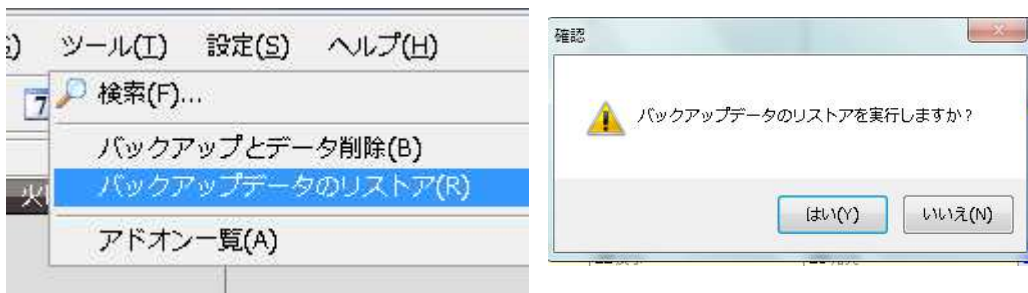 ツール(T) 設定(S) ヘルプ(H)
7
検索(F)...
バックアップとデータ削除(B)
バックアップデータのリストア(R)
火
アドオン一覧(A)
確認
バックアップデータのリストアを実行しますか?
はい(Y) いいえ(N)